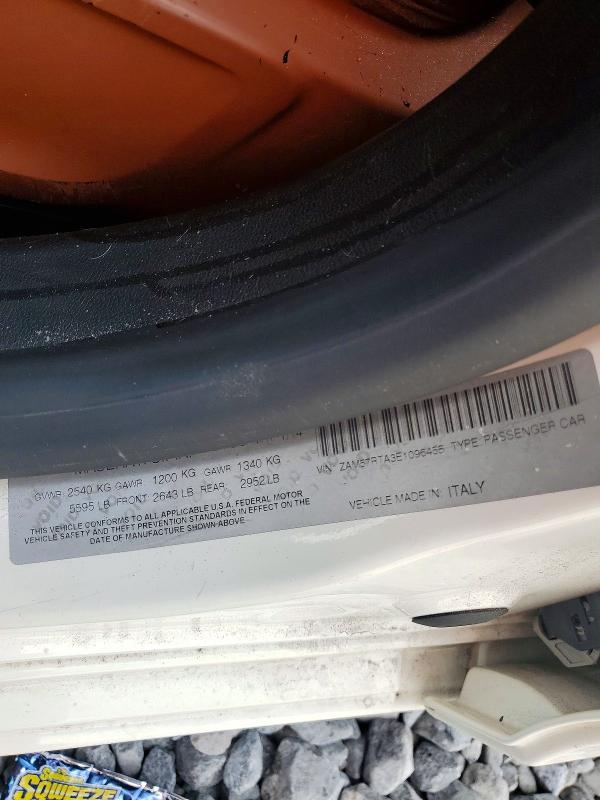 GVWR: 2540 KG GAWR 1200 KG GAWR 1340 KG
5595 LB FRONT: 2643 LB REAR: 2952LB
THIS VEHICLE CONFORMS TO ALL APPLICABLE U.S.A. FEDERAL MOTOR
VEHICLE SAFETY AND THEFT PREVENTION STANDARDS IN EFFECT ON THE
DATE OF MANUFACTURE SHOWN ABOVE
VIN: TYPE: PASSENGER CAR
VEHICLE MADE IN: ITALY
SQWEEZE